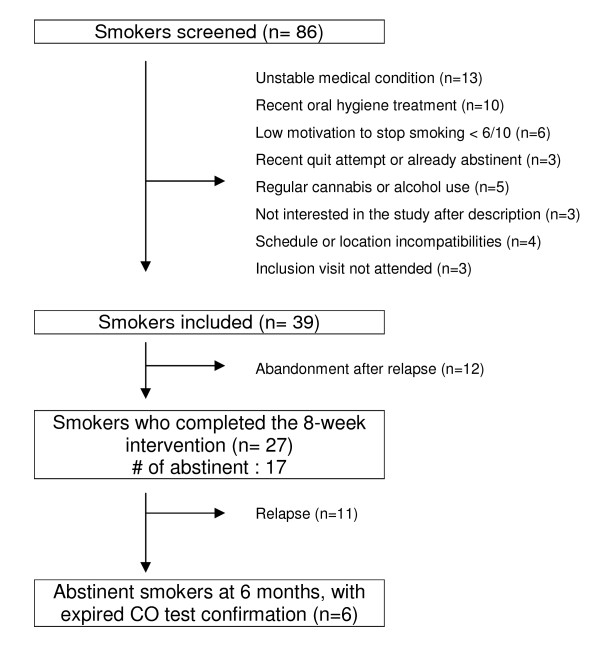 Smokers screened (n= 86)
Unstable medical condition (n=13)
Recent oral hygiene treatment (n=10)
Low motivation to stop smoking < 6/10 (n=6)
Recent quit attempt or already abstinent (n=3)
Regular cannabis or alcohol use (n=5)
Not interested in the study after description (n=3)
Schedule or location incompatibilities (n=4)
Inclusion visit not attended (n=3)
Smokers included (n= 39)
Abandonment after relapse (n=12)
Smokers who completed the 8-week
intervention (n= 27)
# of abstinent : 17
Relapse (n=11)
Abstinent smokers at 6 months, with
expired CO test confirmation (n=6)